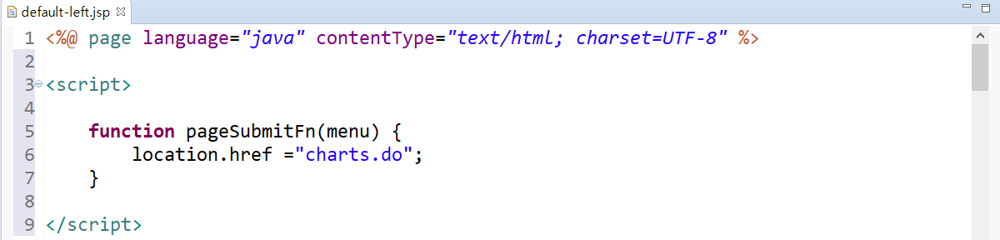 default-left.jsp
1 <%@ page language="java" contentType="text/html; charset=UTF-8" %>
2
3 <script>
4
5     function pageSubmitFn(menu) {
6         location.href ="charts.do";
7     }
8
9 </script>